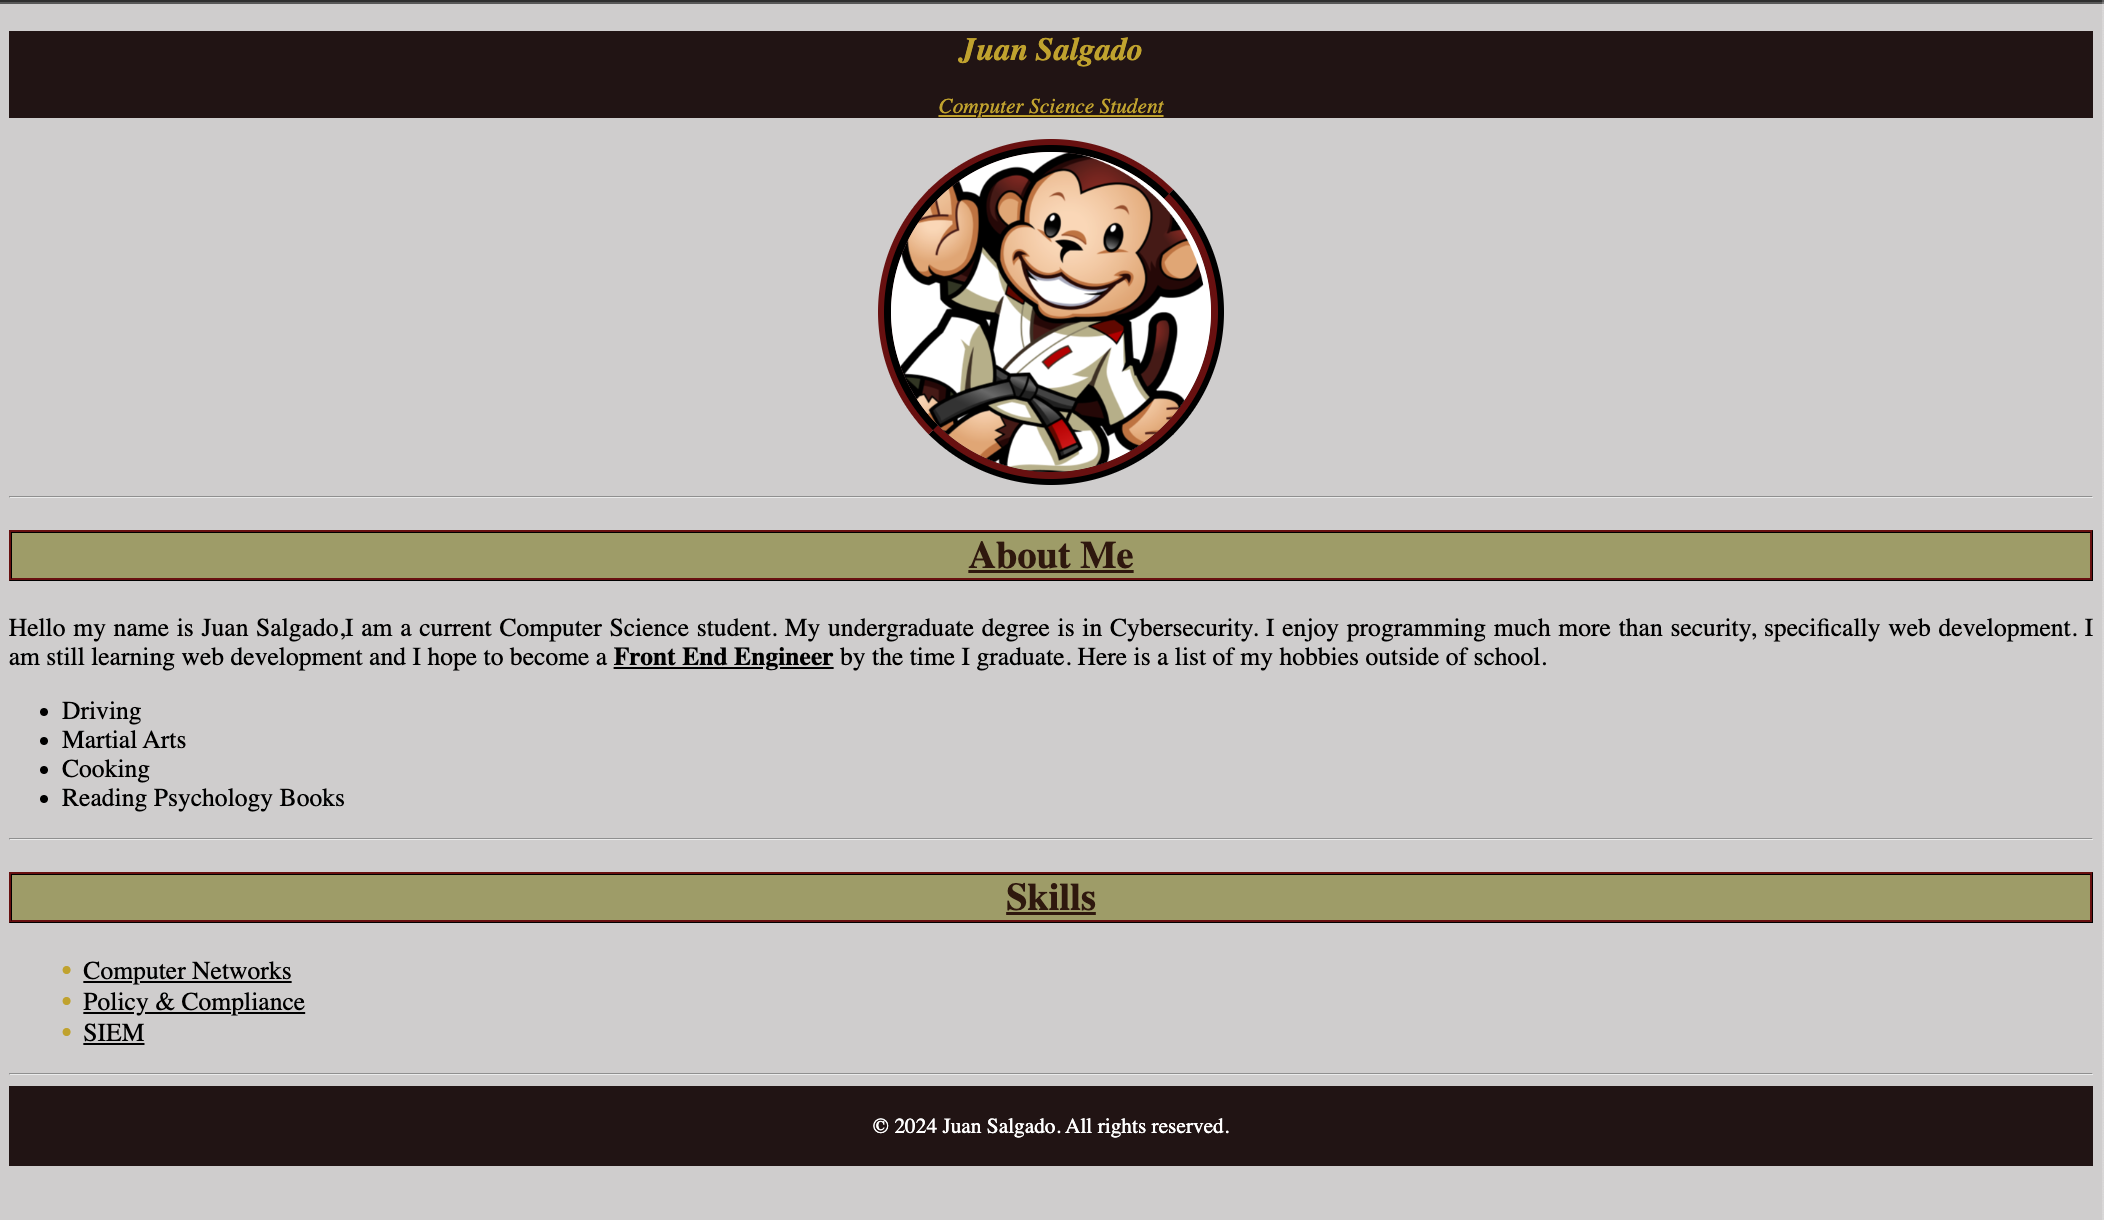 Juan Salgado
Computer Science Student
About Me
Hello my name is Juan Salgado,I am a current Computer Science student. My undergraduate degree is in Cybersecurity. I enjoy programming much more than security, specifically web development. I
am still learning web development and I hope to become a Front End Engineer by the time I graduate. Here is a list of my hobbies outside of school.
• Driving
• Martial Arts
• Cooking
• Reading Psychology Books
Skills
• Computer Networks
• Policy & Compliance
• SIEM
© 2024 Juan Salgado. All rights reserved.